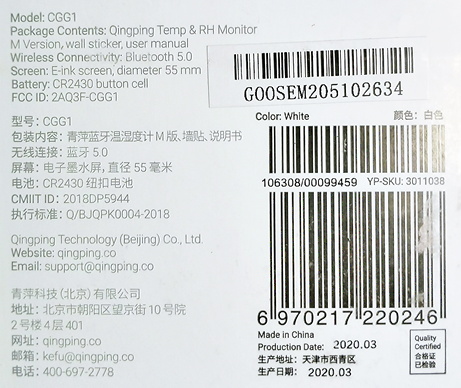 Model: CGG1
Package Contents: Qingping Temp & RH Monitor
M Version, wall sticker, user manual
Wireless Connectivity: Bluetooth 5.0
Screen: E-ink screen, diameter 55 mm
Battery: CR2430 button cell
FCC ID: 2AQ3F-CGG1
GOOSEM205102634
型号: CGG1
包装内容: 青萍蓝牙温湿度计 M 版、墙贴、说明书
无线连接: 蓝牙 5.0
屏幕: 电子墨水屏, 直径 55 毫米
电池: CR2430 纽扣电池
CMIIT ID: 2018DP5944
执行标准: Q/BJQPK0004-2018
Qingping Technology (Beijing) Co., Ltd.
Website: qingping.co
Email: support@qingping.co
青萍科技（北京）有限公司
地址: 北京市朝阳区望京街 10 号院
2 号楼 4 层 401
网址: qingping.co
邮箱: kefu@qingping.co
电话: 400-697-2778
Color: White 颜色: 白色
106308/00099459 YP-SKU: 3011038
6 970217 220246
Made in China
Production Date: 2020.03
生产地址: 天津市西青区
生产日期: 2020.03
Quality
Certified
合格证
已检验